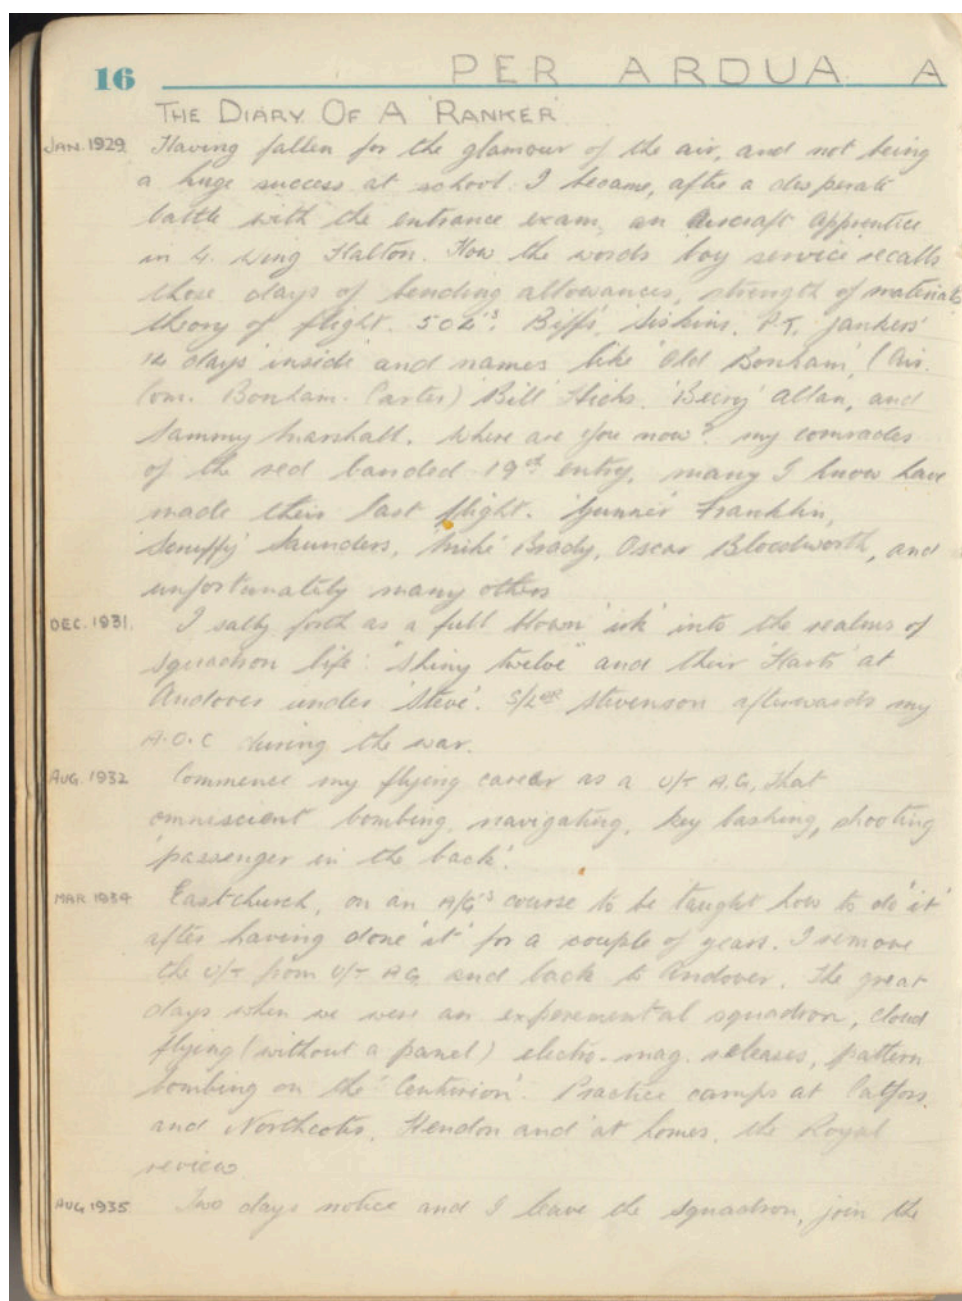 16 PER ARDUA A
THE DIARY OF A 'RANKER'
JAN. 1929 Having fallen for the glamour of the air, and not being
a huge success at school I became, after a desperate
battle with the entrance exam, an Aircraft Apprentice
in 4. Wing Halton. How the words 'boy service' recalls
those days of bending allowances, strength of materials
theory of flight. 504's. 'Biffs', Siskins, P.T. 'jankers'
14 days 'inside' and names like 'Old Bonham', (Air.
Com. Bonham. Carter) 'Bill' Hicks. 'Beery' Allan, and
Sammy Marshall. Where are you now? my comrades
of the red banded 19th entry, many I know have
made their last flight. 'Gunner' Franklin,
'Scruffy' Saunders, 'Mike' Brady, Oscar Bloodworth, and
unfortunately many others
DEC. 1931. I sally forth as a full blown 'irk' into the realms of
squadron life. "Shiny twelve" and their 'Harts' at
Andover under 'Steve'. S/Ldr Stevenson afterwards my
A.O.C during the war.
AUG. 1932 Commence my flying career as a U/T A.G, that
omniscient bombing, navigating, key bashing, shooting
'passenger in the back'.
MAR 1934 Eastchurch, on an A/G's course to be taught how to do 'it'
after having done 'it' for a couple of years. I remove
the U/T from U/T AG and back to Andover. The great
days when we were an experemental squadron, cloud
flying (without a panel) electro. mag. releases, pattern
bombing on the 'Centurion'. Practice camps at Catfoss.
and Northcotes. Hendon and 'at homes'. the Royal
review
AUG 1935 Two days notice and I leave the squadron, join the